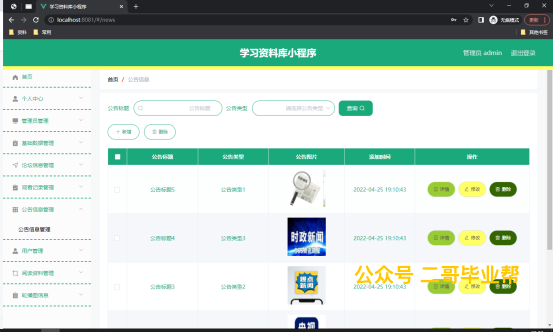 学习资料库小程序
localhost:8081/#/news
无痕模式
更新
资料
常用
其他书签
学习资料库小程序
管理员 admin
退出登录
首页
个人中心
管理员管理
基础数据管理
论坛信息管理
观看记录管理
公告信息管理
公告信息管理
用户管理
阅读资料管理
轮播图信息
首页 / 公告信息
公告标题 公告标题 公告类型 请选择公告类型 查询
+ 新增 删除
公告标题 公告类型 公告图片 添加时间 操作
公告标题5 公告类型1 2022-04-25 19:10:43 详情 修改 删除
公告标题4 公告类型3 时政新闻 2022-04-25 19:10:43 详情 修改 删除
公告标题3 公告类型2 热点新闻 2022-04-25 19:10:43 详情 修改 删除
公众号 二哥毕业帮